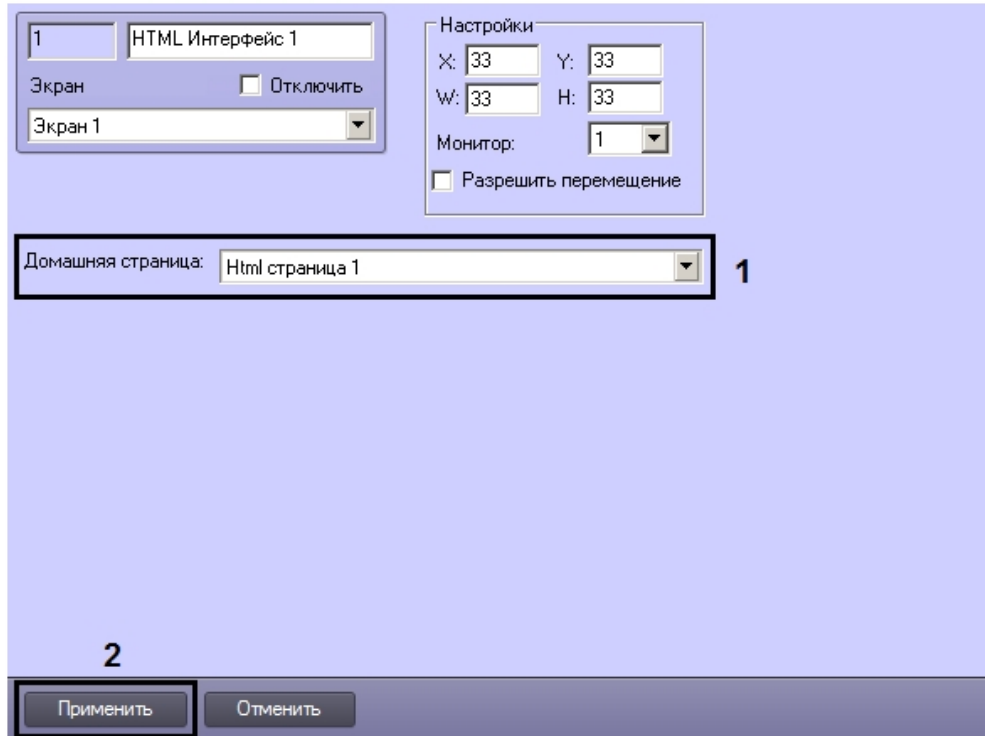 1 HTML Интерфейс 1
Экран Отключить
Экран 1
Настройки
X: 33 Y: 33
W: 33 H: 33
Монитор: 1
Разрешить перемещение
Домашняя страница: Html страница 1 1
2
Применить Отменить